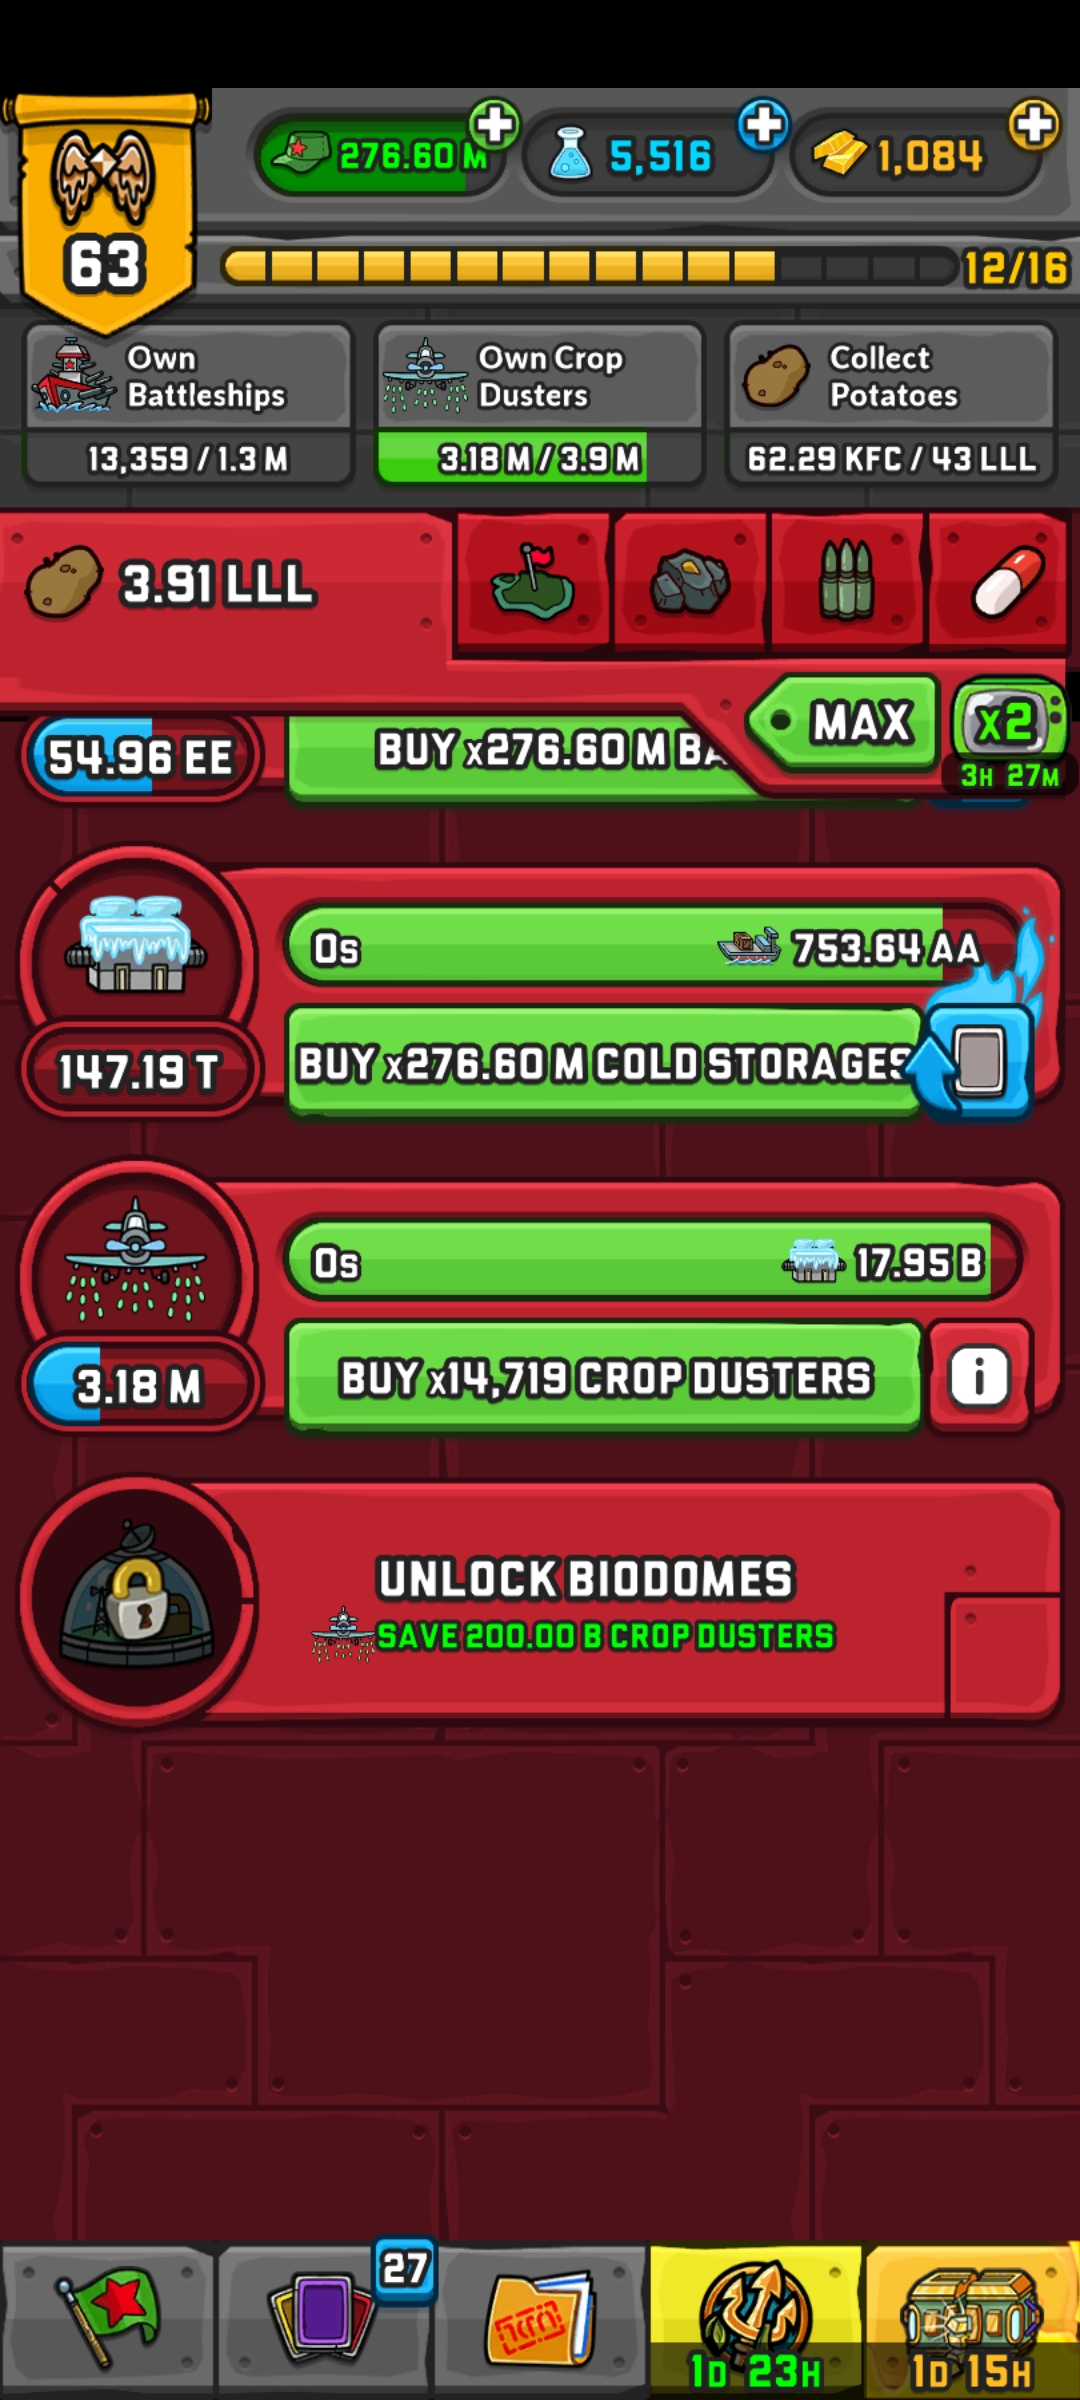 276.60 M
5,516
1,084
63
12/16
Own
Battleships
13,359 / 1.3 M
Own Crop
Dusters
3.18 M / 3.9 M
Collect
Potatoes
62.29 KFC / 43 LLL
3.91 LLL
MAX
x2
3H 27M
54.96 EE
BUY x276.60 M BA
0s
753.64 AA
147.19 T
BUY x276.60 M COLD STORAGES
0s
17.95 B
3.18 M
BUY x14,719 CROP DUSTERS
i
UNLOCK BIODOMES
SAVE 200.00 B CROP DUSTERS
27
1D 23H
1D 15H